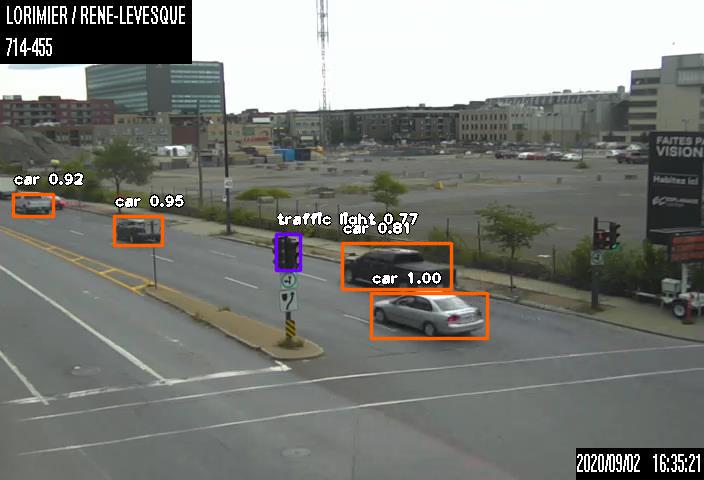 LORIMIER / RENE-LEVESQUE
714-455
car 0.92
car 0.95
traffic light 0.77
car 0.81
car 1.00
FAITES P
VISION
Habitez ici
ESPLANADE
2020/09/02 16:35:21